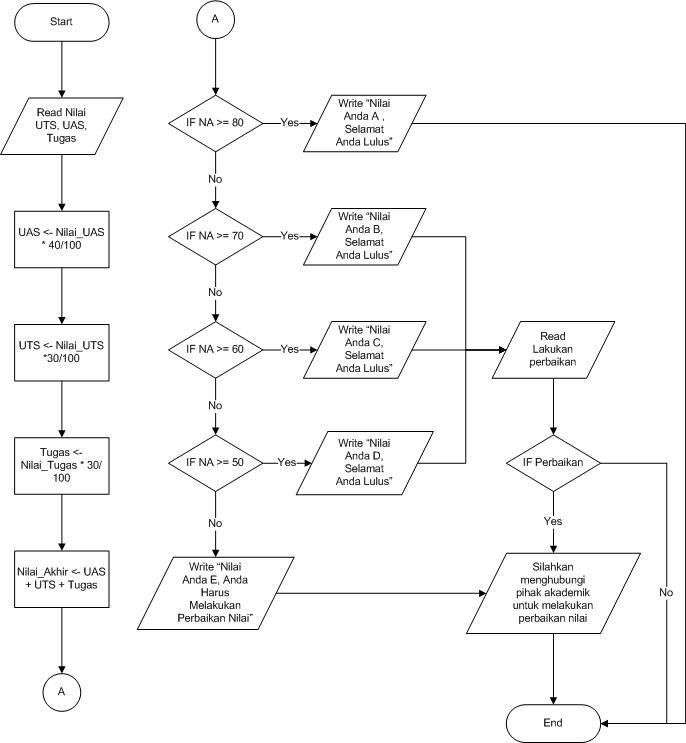 Start
Read Nilai
UTS, UAS,
Tugas
UAS <- Nilai_UAS
* 40/100
UTS <- Nilai_UTS
*30/100
Tugas <-
Nilai_Tugas * 30/
100
Nilai_Akhir <- UAS
+ UTS + Tugas
A
A
IF NA >= 80
Yes
Write “Nilai
Anda A ,
Selamat
Anda Lulus”
No
IF NA >= 70
Yes
Write “Nilai
Anda B,
Selamat
Anda Lulus”
No
IF NA >= 60
Yes
Write “Nilai
Anda C,
Selamat
Anda Lulus”
No
IF NA >= 50
Yes
Write “Nilai
Anda D,
Selamat
Anda Lulus”
No
Write “Nilai
Anda E, Anda
Harus
Melakukan
Perbaikan Nilai”
Read
Lakukan
perbaikan
IF Perbaikan
Yes
No
Silahkan
menghubungi
pihak akademik
untuk melakukan
perbaikan nilai
End